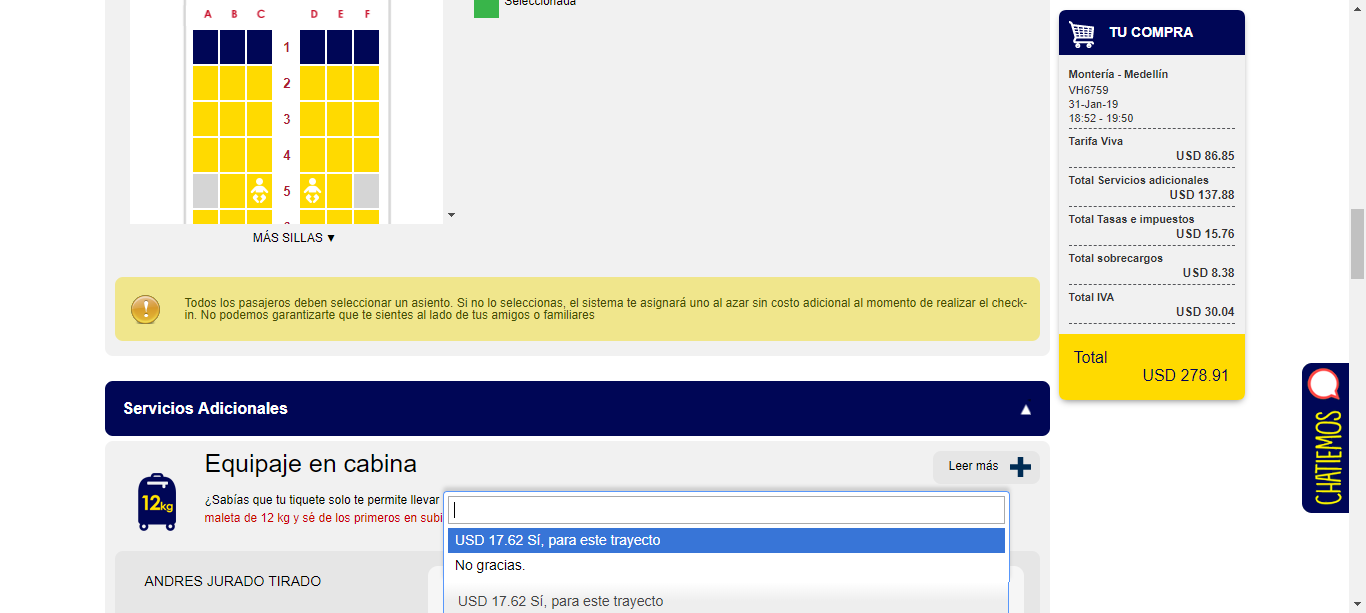 Seleccionada
A B C D E F
1
2
3
4
5
MÁS SILLAS ▼
Todos los pasajeros deben seleccionar un asiento. Si no lo seleccionas, el sistema te asignará uno al azar sin costo adicional al momento de realizar el check-
in. No podemos garantizarte que te sientes al lado de tus amigos o familiares
Servicios Adicionales
Equipaje en cabina
Leer más
12kg
¿Sabías que tu tiquete solo te permite llevar
maleta de 12 kg y sé de los primeros en subi
USD 17.62 Sí, para este trayecto
No gracias.
ANDRES JURADO TIRADO
USD 17.62 Sí, para este trayecto
TU COMPRA
Montería - Medellín
VH6759
31-Jan-19
18:52 - 19:50
Tarifa Viva
USD 86.85
Total Servicios adicionales
USD 137.88
Total Tasas e impuestos
USD 15.76
Total sobrecargos
USD 8.38
Total IVA
USD 30.04
Total
USD 278.91
CHATIEMOS